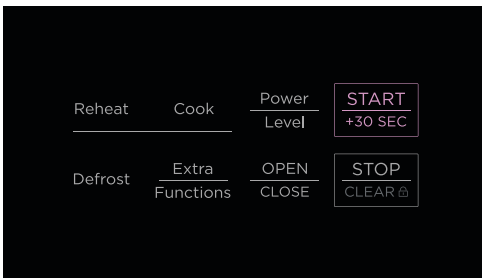 Reheat
Cook
Power
Level
START
+30 SEC
Defrost
Extra
Functions
OPEN
CLOSE
STOP
CLEAR